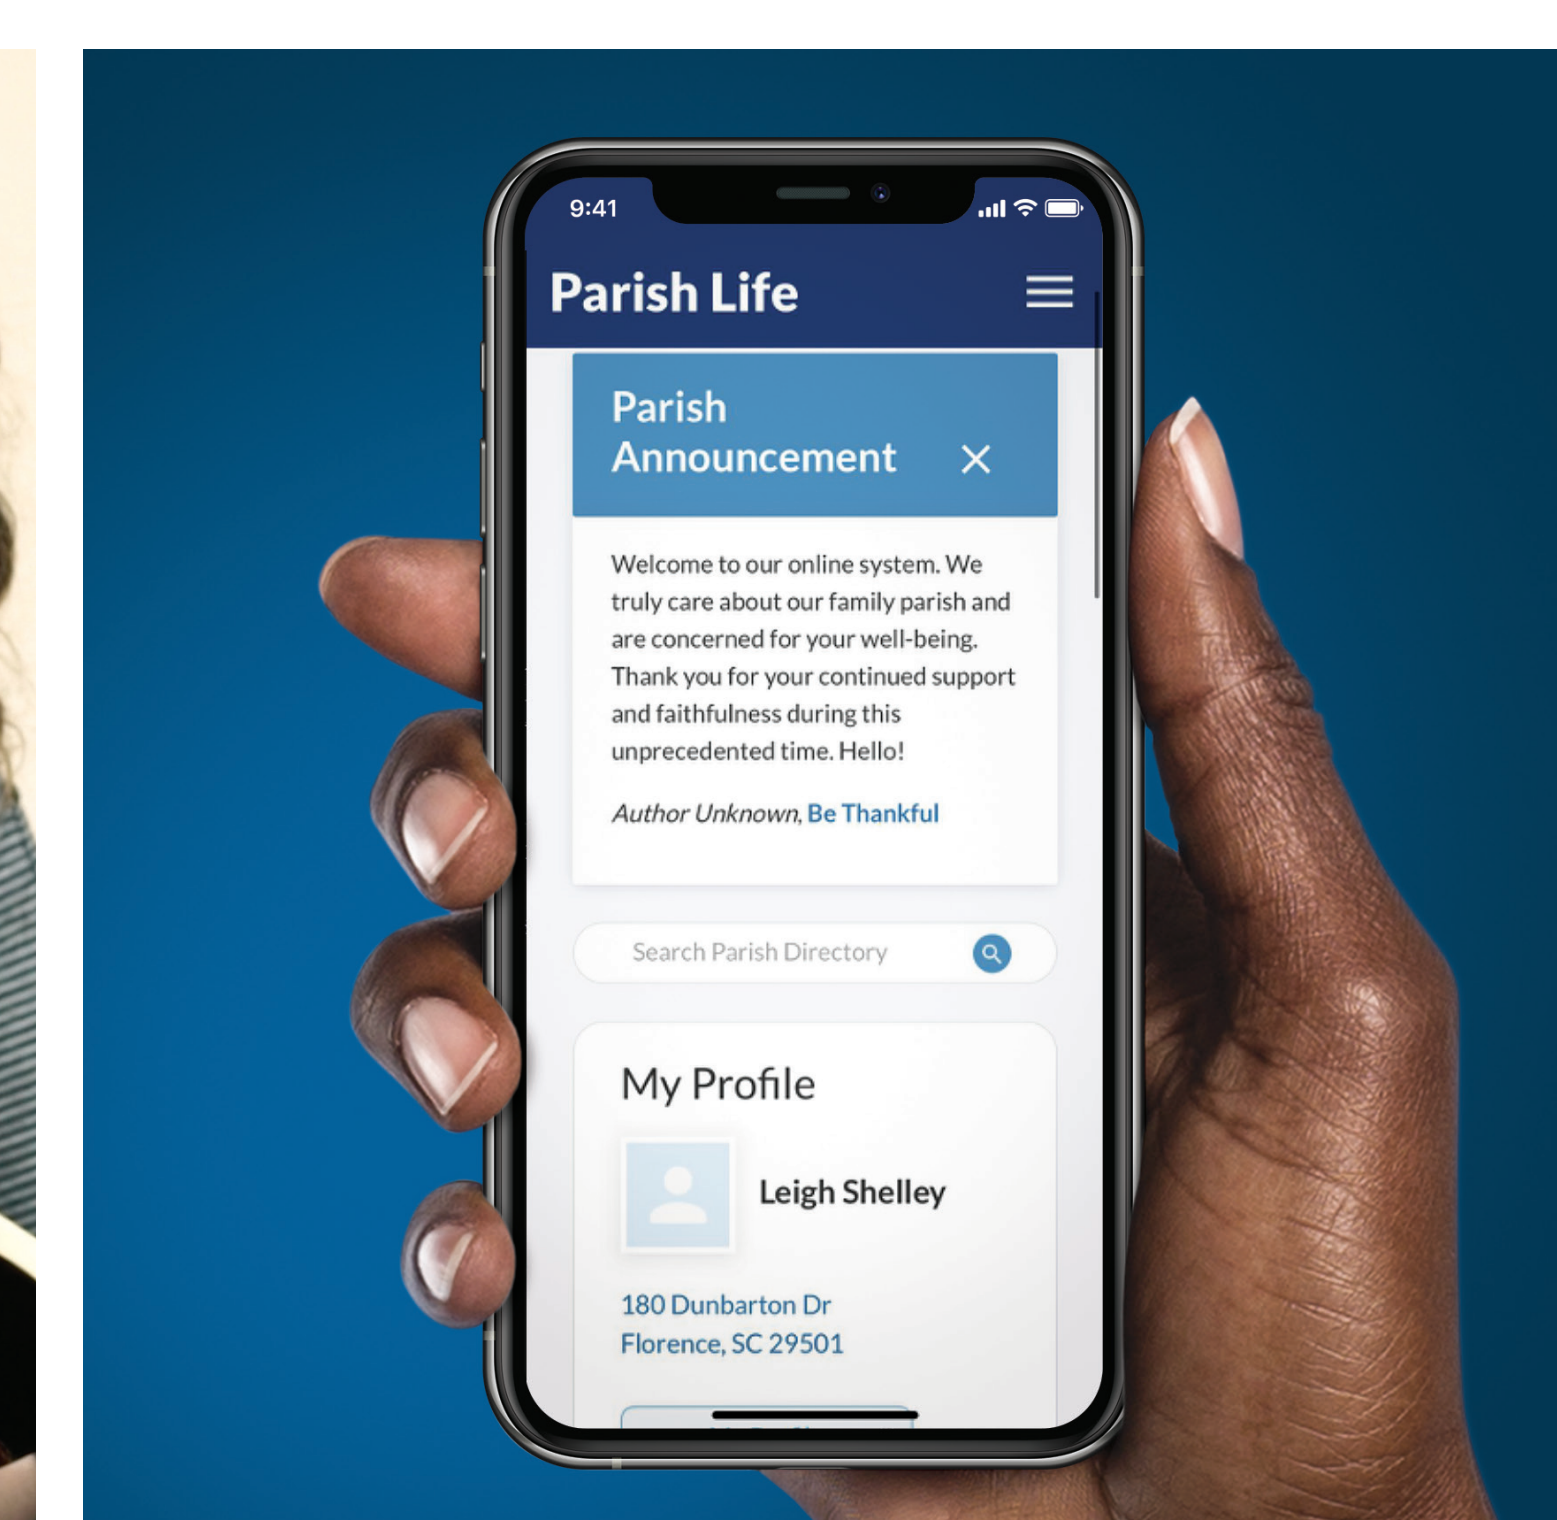 9:41
Parish Life
Parish
Announcement
Welcome to our online system. We
truly care about our family parish and
are concerned for your well-being.
Thank you for your continued support
and faithfulness during this
unprecedented time. Hello!
Author Unknown, Be Thankful
Search Parish Directory
My Profile
Leigh Shelley
180 Dunbarton Dr
Florence, SC 29501